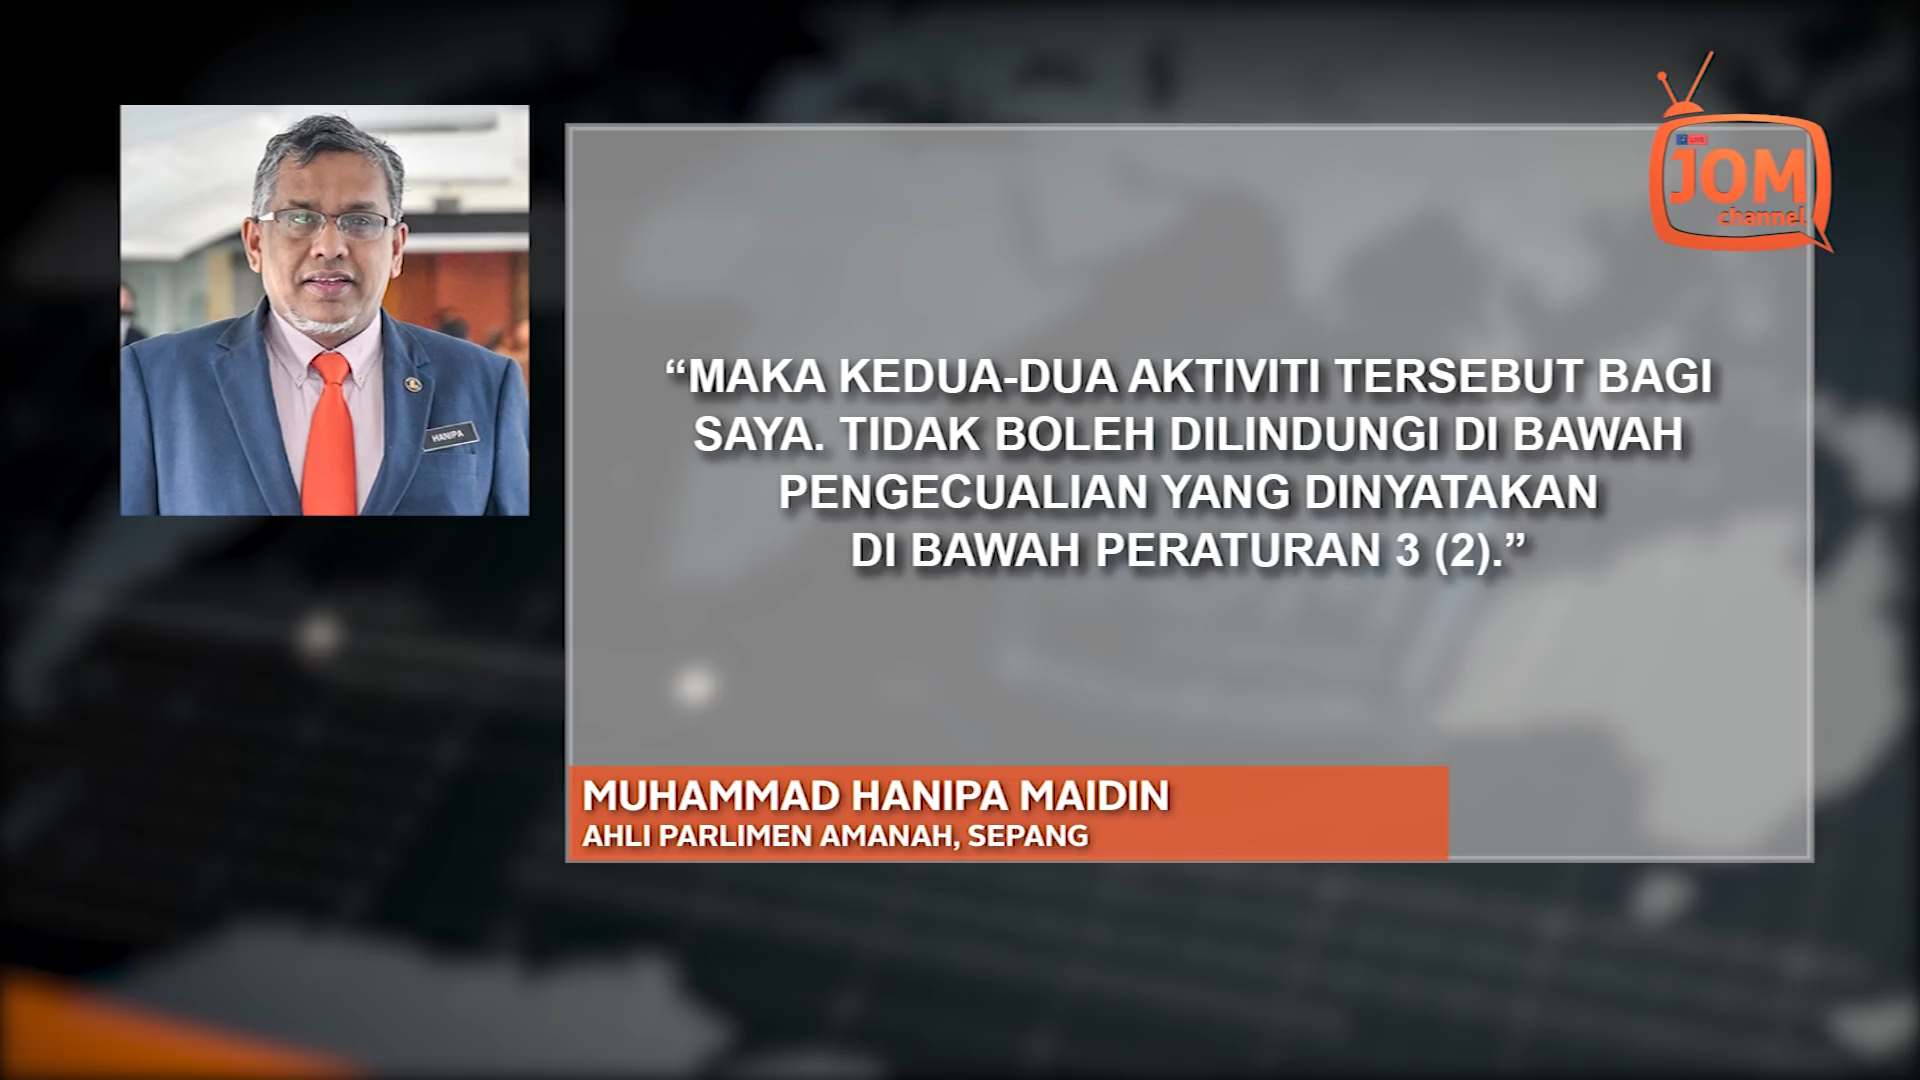 LIVE
JOM
channel
HANIPA
“MAKA KEDUA-DUA AKTIVITI TERSEBUT BAGI
SAYA. TIDAK BOLEH DILINDUNGI DI BAWAH
PENGECUALIAN YANG DINYATAKAN
DI BAWAH PERATURAN 3 (2).”
MUHAMMAD HANIPA MAIDIN
AHLI PARLIMEN AMANAH, SEPANG